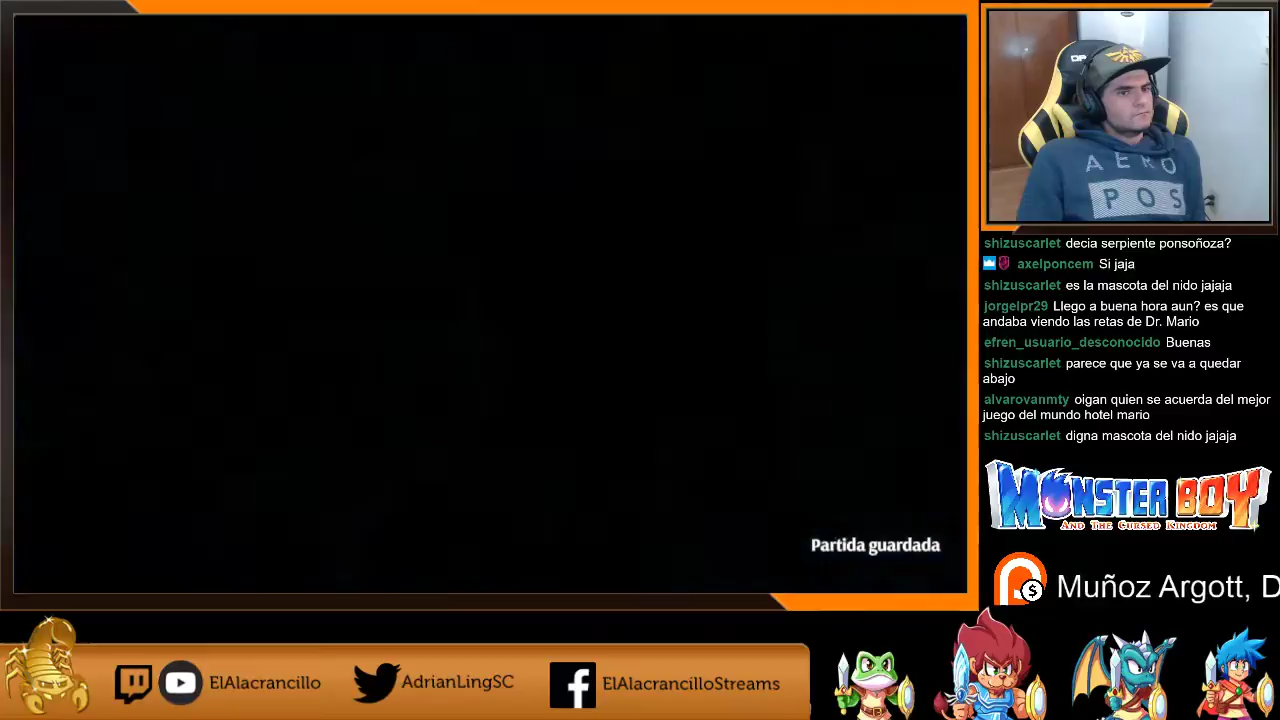 DP
AERO
POS
shizuscarlet decia serpiente ponsoñoza?
axelponcem Si jaja
shizuscarlet es la mascota del nido jajaja
jorgelpr29 Llego a buena hora aun? es que
andaba viendo las retas de Dr. Mario
efren_usuario_desconocido Buenas
shizuscarlet parece que ya se va a quedar
abajo
alvarovanmty oigan quien se acuerda del mejor
juego del mundo hotel mario
shizuscarlet digna mascota del nido jajaja
MONSTER BOY
AND THE CURSED KINGDOM
Partida guardada
$ Muñoz Argott, D
ElAlacrancillo
AdrianLingSC
ElAlacrancilloStreams